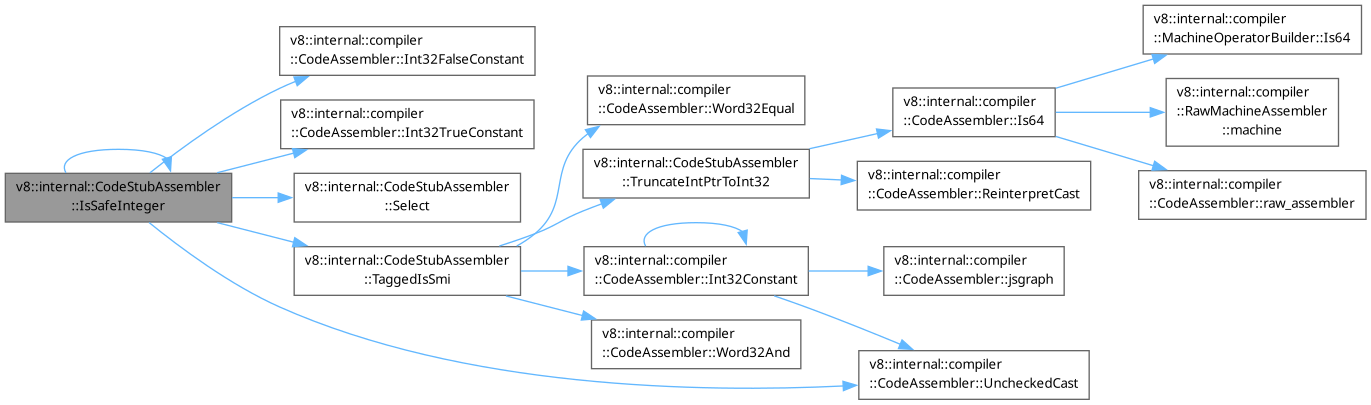 v8::internal::CodeStubAssembler
::IsSafeInteger
v8::internal::compiler
::CodeAssembler::Int32FalseConstant
v8::internal::compiler
::CodeAssembler::Int32TrueConstant
v8::internal::CodeStubAssembler
::Select
v8::internal::CodeStubAssembler
::TaggedIsSmi
v8::internal::compiler
::CodeAssembler::Word32Equal
v8::internal::CodeStubAssembler
::TruncateIntPtrToInt32
v8::internal::compiler
::CodeAssembler::Int32Constant
v8::internal::compiler
::CodeAssembler::Word32And
v8::internal::compiler
::CodeAssembler::Is64
v8::internal::compiler
::CodeAssembler::ReinterpretCast
v8::internal::compiler
::CodeAssembler::jsgraph
v8::internal::compiler
::CodeAssembler::UncheckedCast
v8::internal::compiler
::MachineOperatorBuilder::Is64
v8::internal::compiler
::RawMachineAssembler
::machine
v8::internal::compiler
::CodeAssembler::raw_assembler